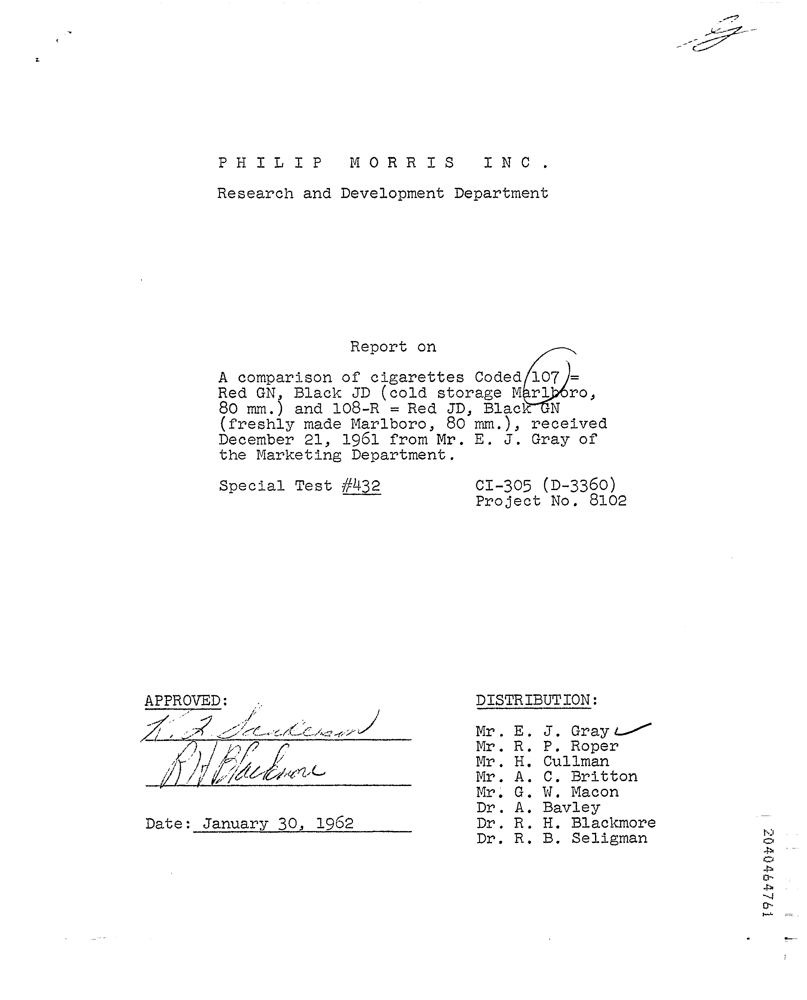 PHILIP MORRIS INC.
Research and Development Department
Report on
A comparison of cigarettes Coded 107 =
Red GN, Black JD (cold storage Marlboro,
80 mm.) and 108-R = Red JD, Black GN
(freshly made Marlboro, 80 mm.), received
December 21, 1961 from Mr. E. J. Gray of
the Marketing Department.
Special Test #432
CI-305 (D-3360)
Project No. 8102
APPROVED:
R H Blackmore
Date: January 30, 1962
DISTRIBUTION:
Mr. E. J. Gray
Mr. R. P. Roper
Mr. H. Cullman
Mr. A. C. Britton
Mr. G. W. Macon
Dr. A. Bavley
Dr. R. H. Blackmore
Dr. R. B. Seligman
2040464761